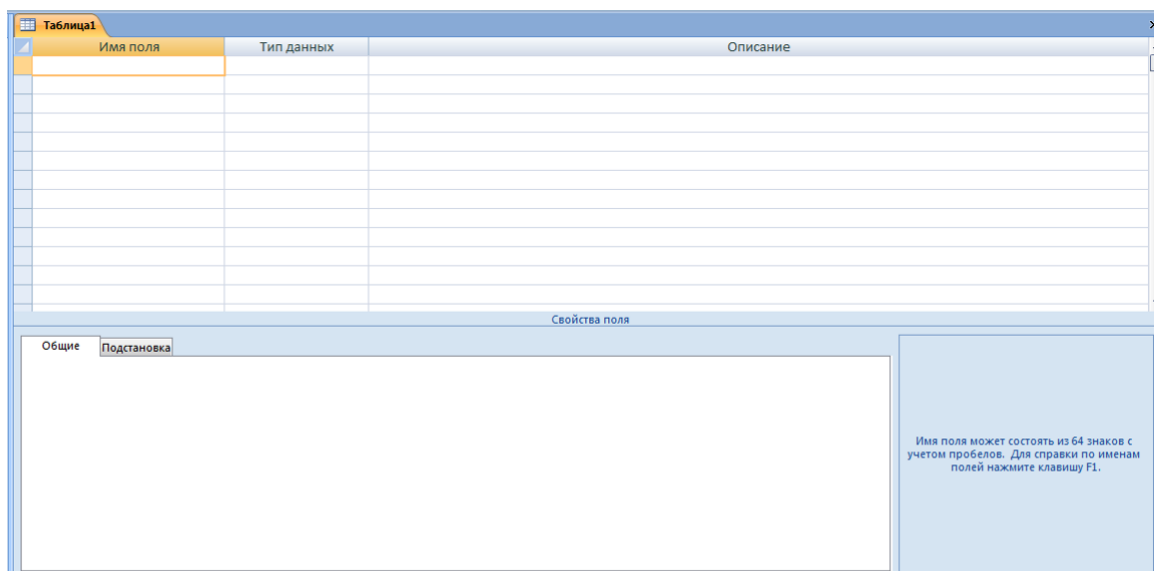 Таблица1
Имя поля Тип данных Описание
Свойства поля
Общие Подстановка
Имя поля может состоять из 64 знаков с
учетом пробелов. Для справки по именам
полей нажмите клавишу F1.